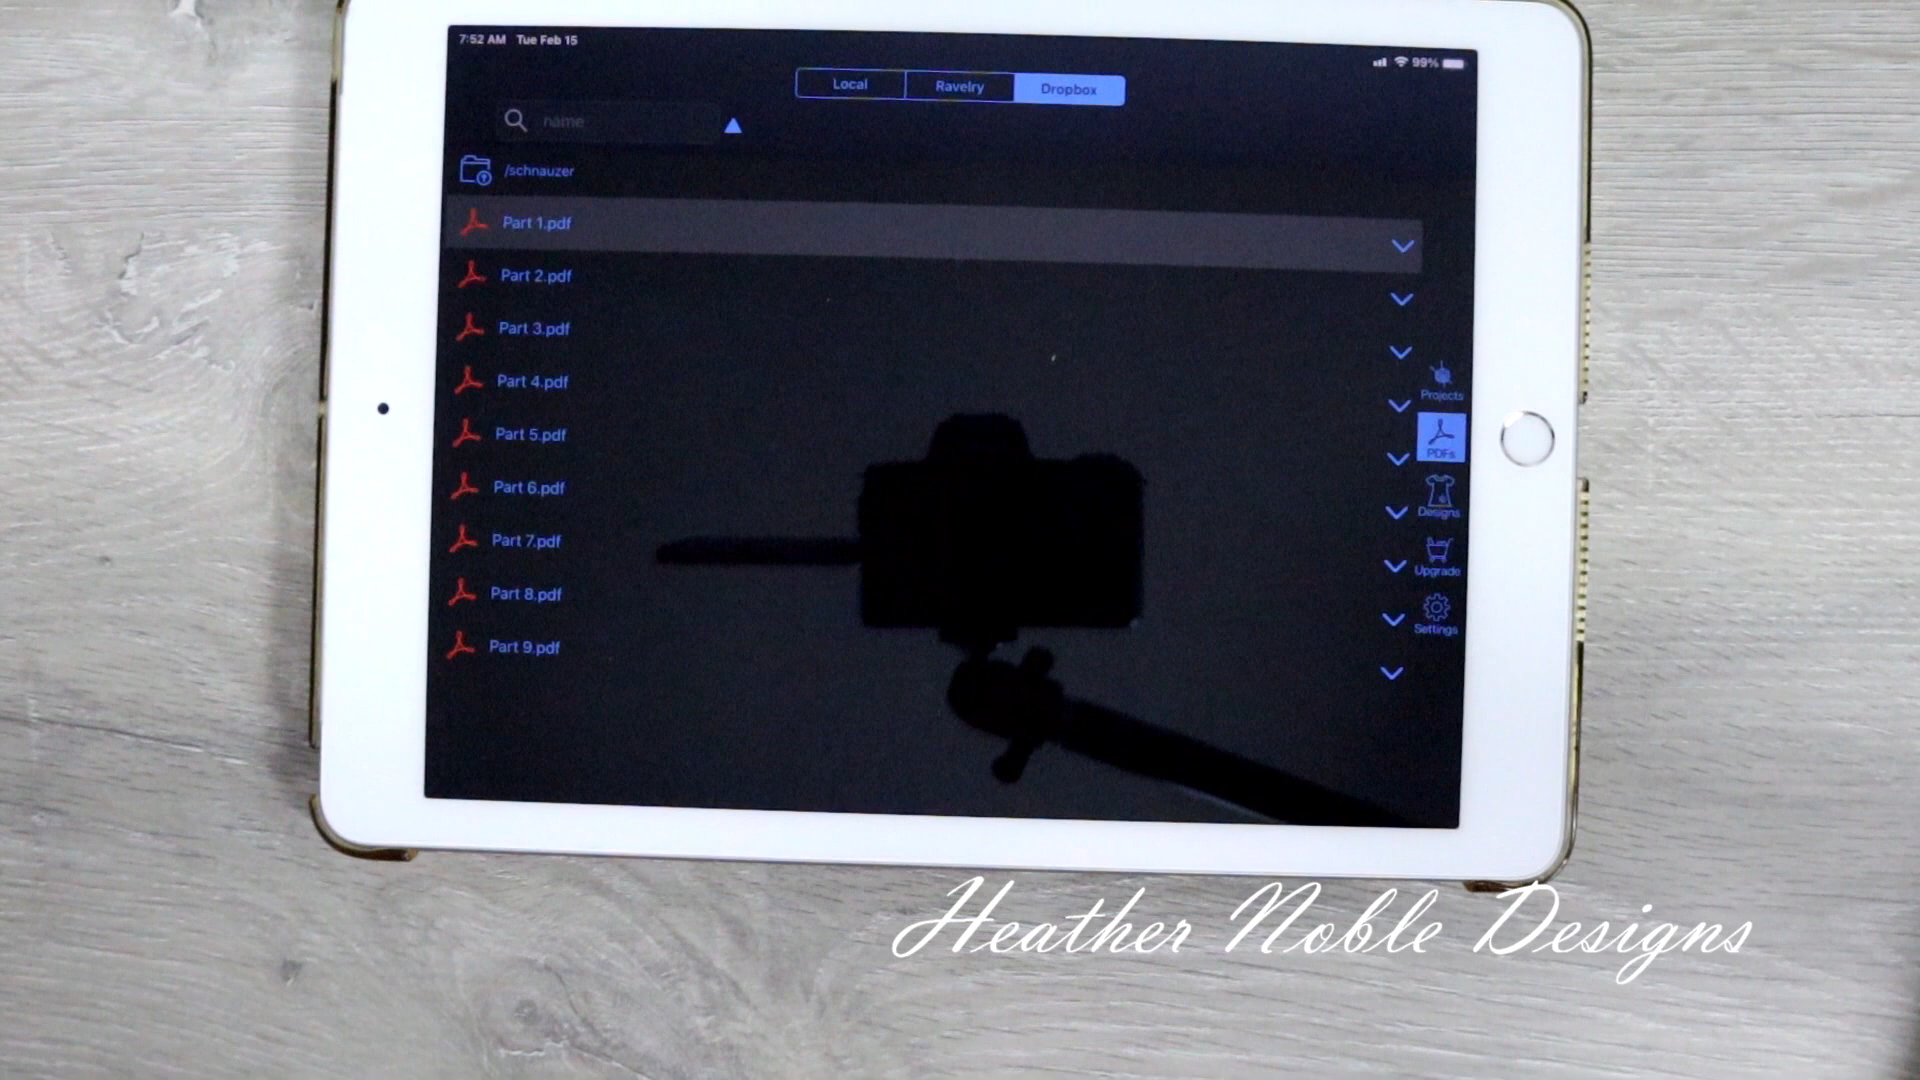 7:52 AM Tue Feb 15
99%
Local Ravelry Dropbox
name
/schnauzer
Part 1.pdf
Part 2.pdf
Part 3.pdf
Part 4.pdf
Part 5.pdf
Part 6.pdf
Part 7.pdf
Part 8.pdf
Part 9.pdf
Projects
PDFs
Designs
Upgrade
Settings
Heather Noble Designs